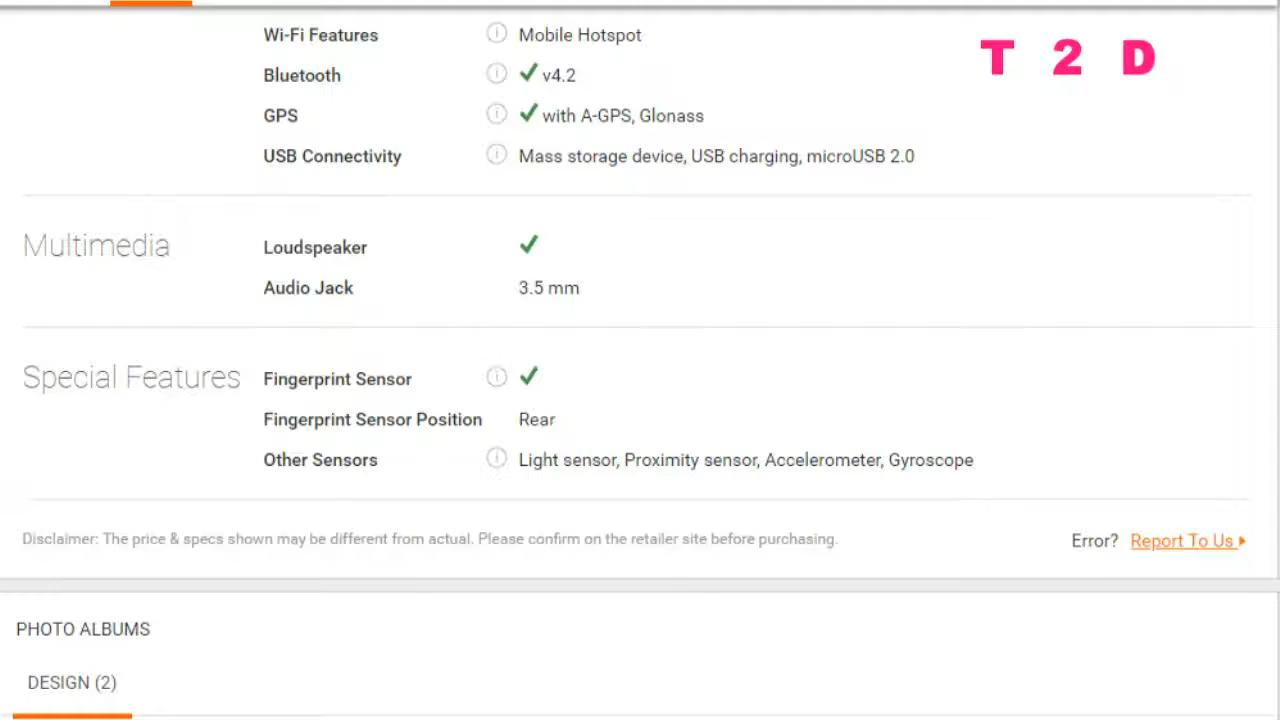 Wi-Fi Features Mobile Hotspot
T 2 D
Bluetooth v4.2
GPS with A-GPS, Glonass
USB Connectivity Mass storage device, USB charging, microUSB 2.0
Multimedia Loudspeaker
Audio Jack 3.5 mm
Special Features Fingerprint Sensor
Fingerprint Sensor Position Rear
Other Sensors Light sensor, Proximity sensor, Accelerometer, Gyroscope
Disclaimer: The price & specs shown may be different from actual. Please confirm on the retailer site before purchasing. Error? Report To Us
PHOTO ALBUMS
DESIGN (2)